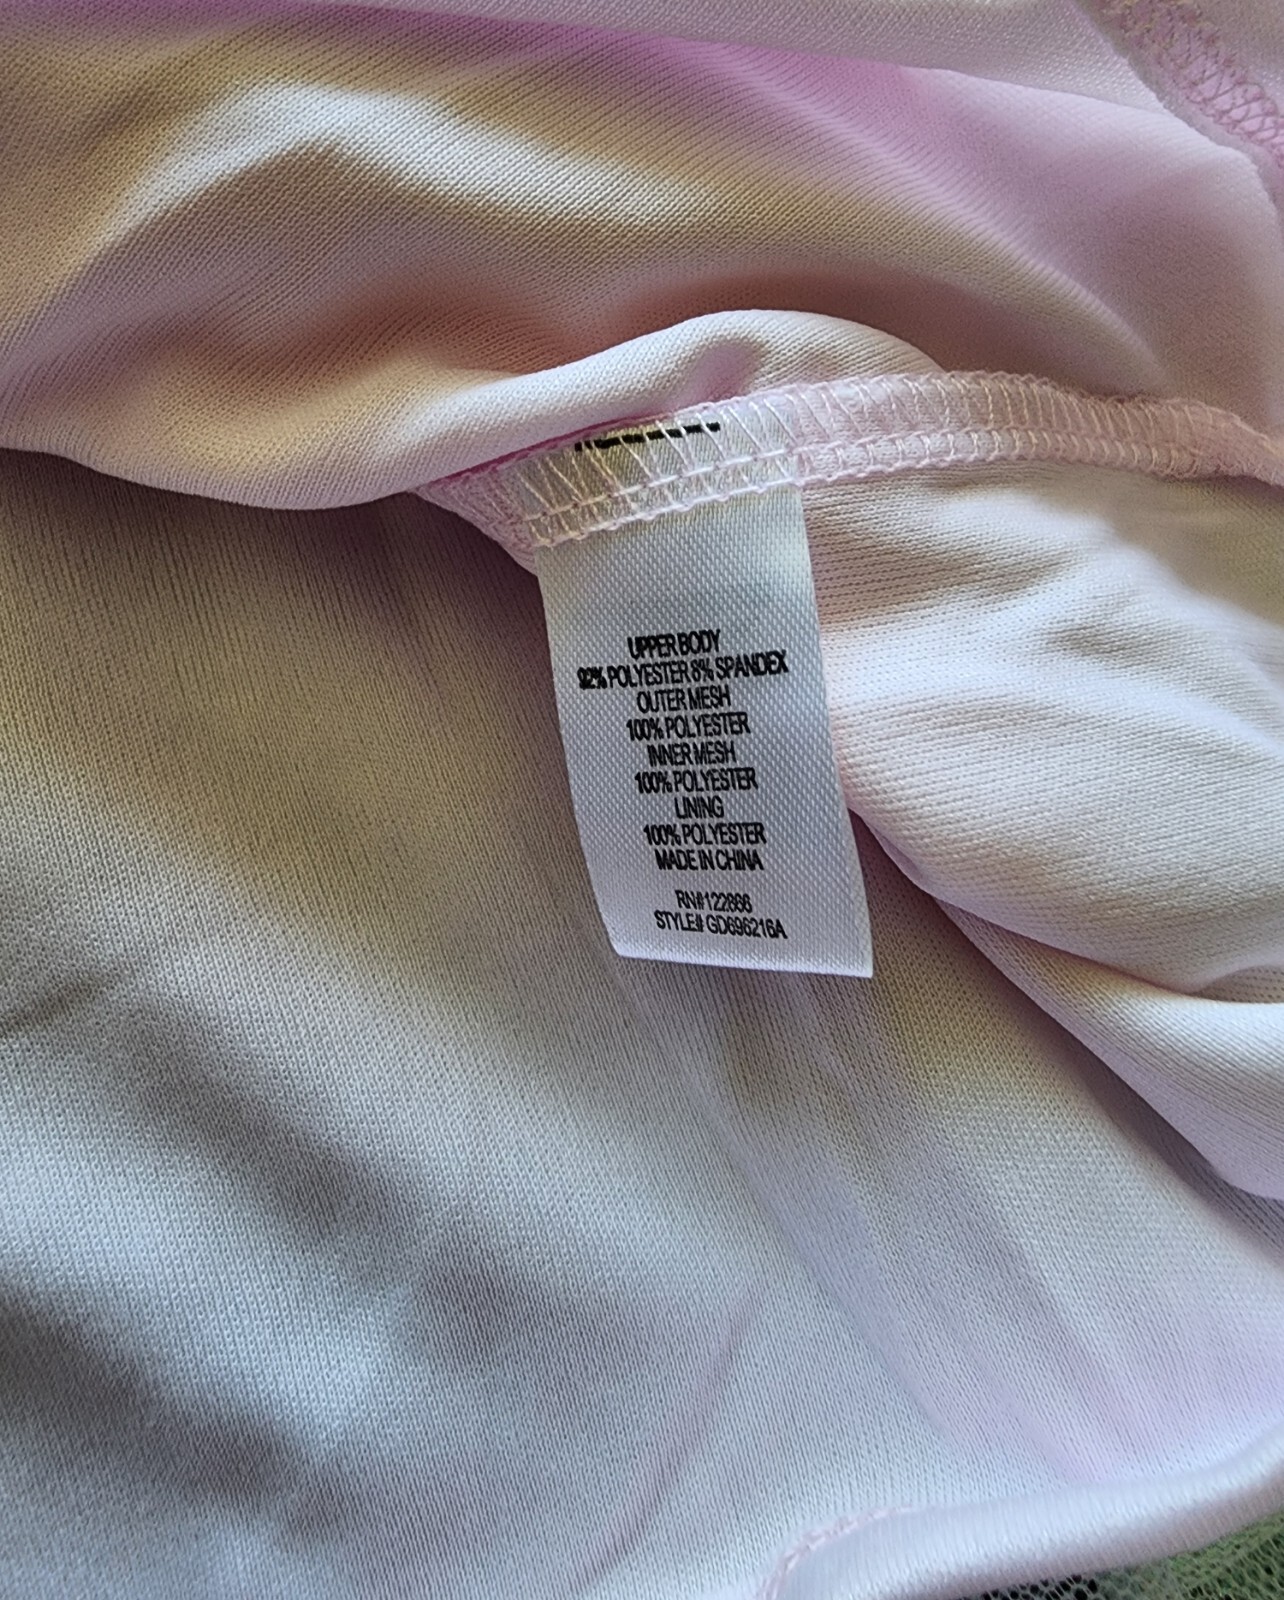 UPPER BODY
92% POLYESTER 8% SPANDEX
OUTER MESH
100% POLYESTER
INNER MESH
100% POLYESTER
LINING
100% POLYESTER
MADE IN CHINA
RN#122866
STYLE# GD696216A